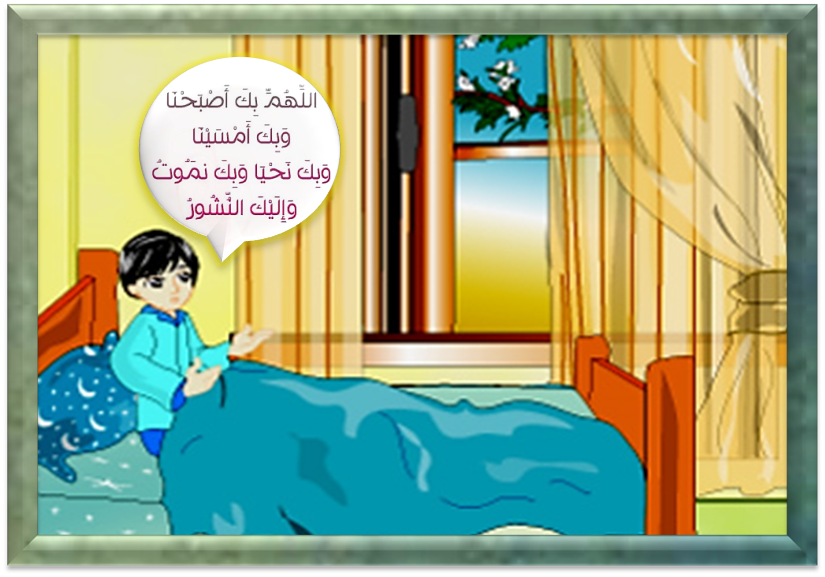 اللَّهُمَّ بِكَ أَصْبَحْنَا
وَبِكَ أَمْسَيْنَا
وَبِكَ نَحْيَا وَبِكَ نَمُوتُ
وَإِلَيْكَ النُّشُورُ